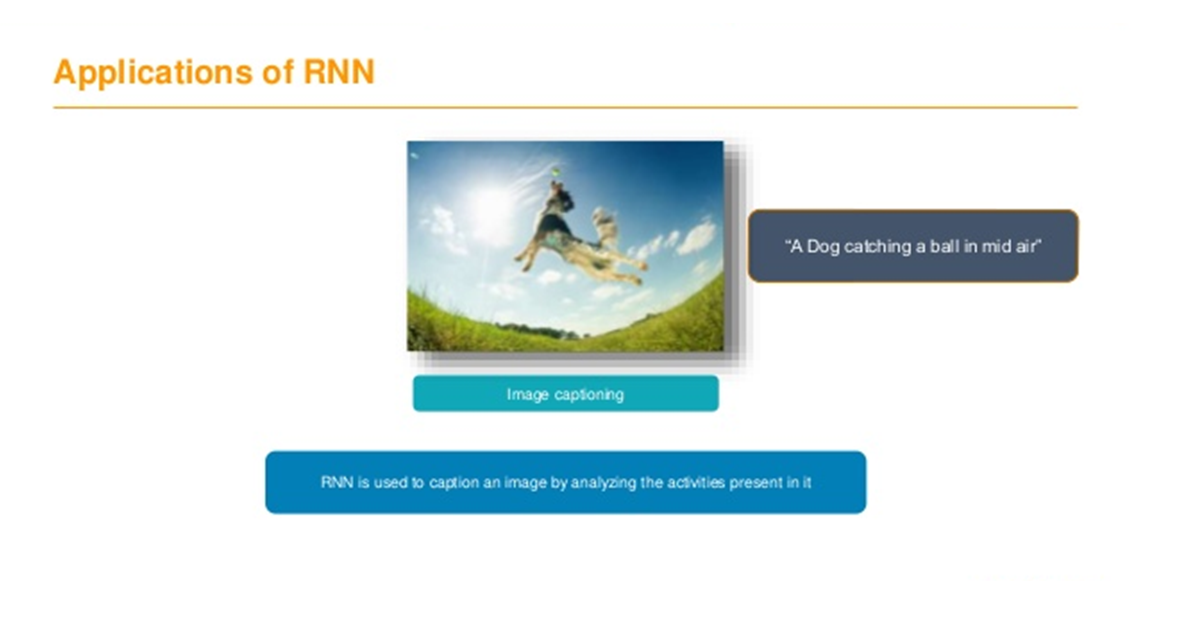 Applications of RNN
“A Dog catching a ball in mid air”
Image captioning
RNN is used to caption an image by analyzing the activities present in it